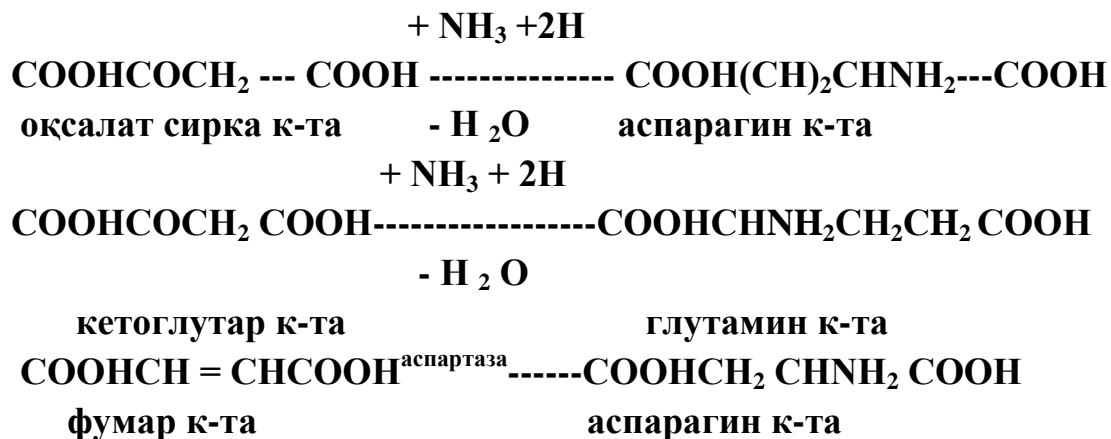 + NH₃ +2H
COOHCOCH₂ --- COOH --------------- COOH(CH)₂CHNH₂---COOH
оқсалат сирка к-та - H ₂O аспарагин к-та
+ NH₃ + 2H
COOHCOCH₂ COOH------------------COOHCHNH₂CH₂CH₂ COOH
- H ₂ O
кетоглутар к-та глутамин к-та
COOHCH = CHCOOHаспартаза------COOHCH₂ CHNH₂ COOH
фумар к-та аспарагин к-та